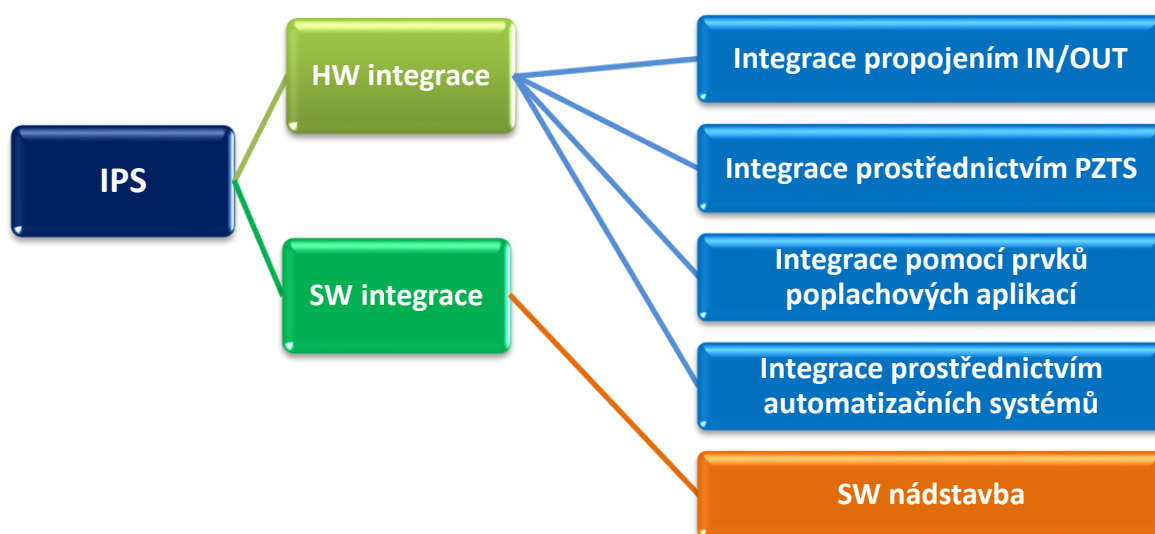 IPS
HW integrace
SW integrace
Integrace propojením IN/OUT
Integrace prostřednictvím PZTS
Integrace pomocí prvků
poplachových aplikací
Integrace prostřednictvím
automatizačních systémů
SW nádstavba